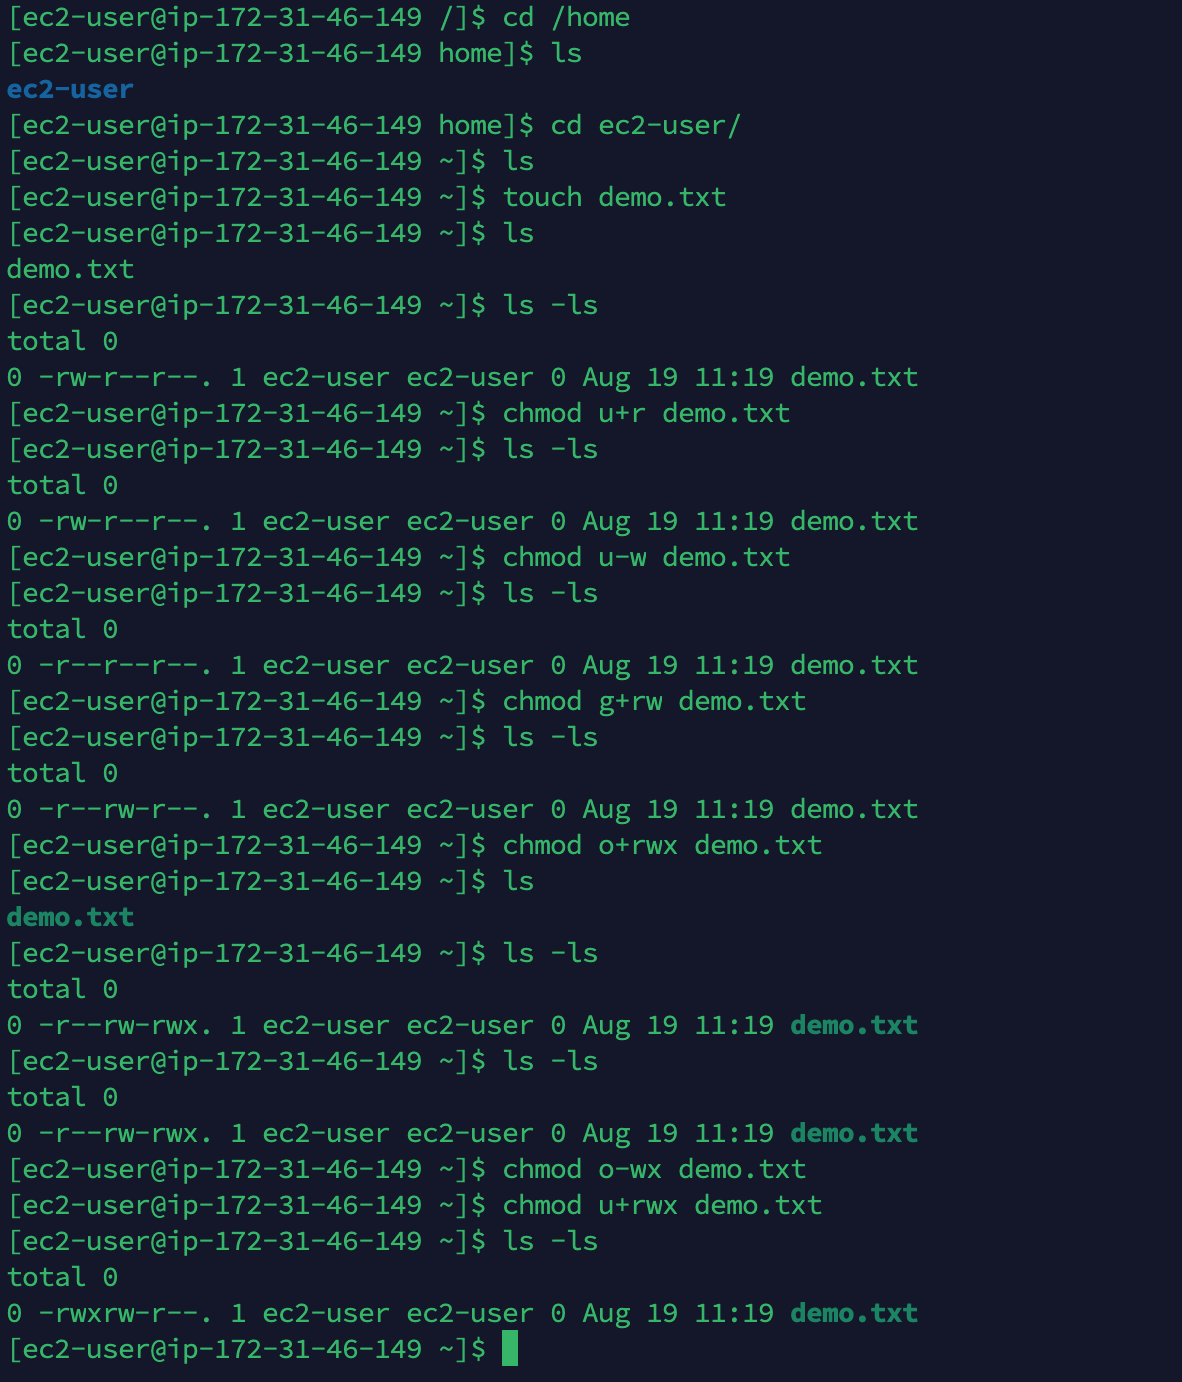 [ec2-user@ip-172-31-46-149 /]$ cd /home
[ec2-user@ip-172-31-46-149 home]$ ls
ec2-user
[ec2-user@ip-172-31-46-149 home]$ cd ec2-user/
[ec2-user@ip-172-31-46-149 ~]$ ls
[ec2-user@ip-172-31-46-149 ~]$ touch demo.txt
[ec2-user@ip-172-31-46-149 ~]$ ls
demo.txt
[ec2-user@ip-172-31-46-149 ~]$ ls -ls
total 0
0 -rw-r--r--. 1 ec2-user ec2-user 0 Aug 19 11:19 demo.txt
[ec2-user@ip-172-31-46-149 ~]$ chmod u+r demo.txt
[ec2-user@ip-172-31-46-149 ~]$ ls -ls
total 0
0 -rw-r--r--. 1 ec2-user ec2-user 0 Aug 19 11:19 demo.txt
[ec2-user@ip-172-31-46-149 ~]$ chmod u-w demo.txt
[ec2-user@ip-172-31-46-149 ~]$ ls -ls
total 0
0 -r--r--r--. 1 ec2-user ec2-user 0 Aug 19 11:19 demo.txt
[ec2-user@ip-172-31-46-149 ~]$ chmod g+rw demo.txt
[ec2-user@ip-172-31-46-149 ~]$ ls -ls
total 0
0 -r--rw-r--. 1 ec2-user ec2-user 0 Aug 19 11:19 demo.txt
[ec2-user@ip-172-31-46-149 ~]$ chmod o+rwx demo.txt
[ec2-user@ip-172-31-46-149 ~]$ ls
demo.txt
[ec2-user@ip-172-31-46-149 ~]$ ls -ls
total 0
0 -r--rw-rwx. 1 ec2-user ec2-user 0 Aug 19 11:19 demo.txt
[ec2-user@ip-172-31-46-149 ~]$ ls -ls
total 0
0 -r--rw-rwx. 1 ec2-user ec2-user 0 Aug 19 11:19 demo.txt
[ec2-user@ip-172-31-46-149 ~]$ chmod o-wx demo.txt
[ec2-user@ip-172-31-46-149 ~]$ chmod u+rwx demo.txt
[ec2-user@ip-172-31-46-149 ~]$ ls -ls
total 0
0 -rwxrw-r--. 1 ec2-user ec2-user 0 Aug 19 11:19 demo.txt
[ec2-user@ip-172-31-46-149 ~]$